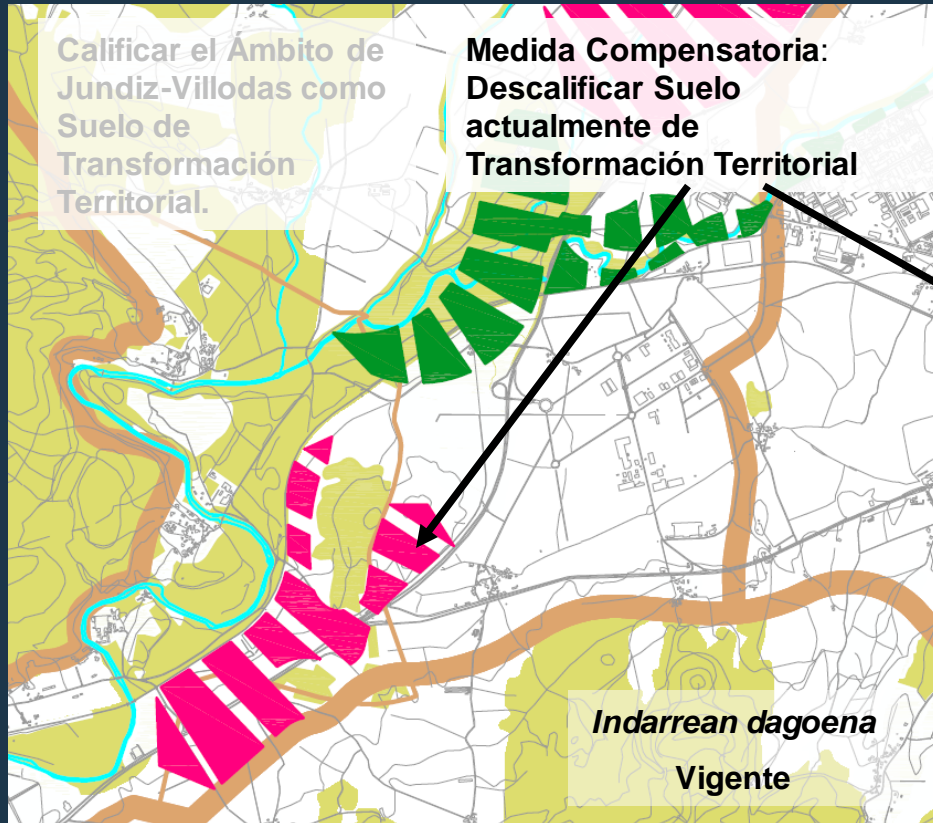 Calificar el Ámbito de
Jundiz-Villodas como
Suelo de
Transformación
Territorial.
Medida Compensatoria:
Descalificar Suelo
actualmente de
Transformación Territorial
Indarrean dagoena
Vigente